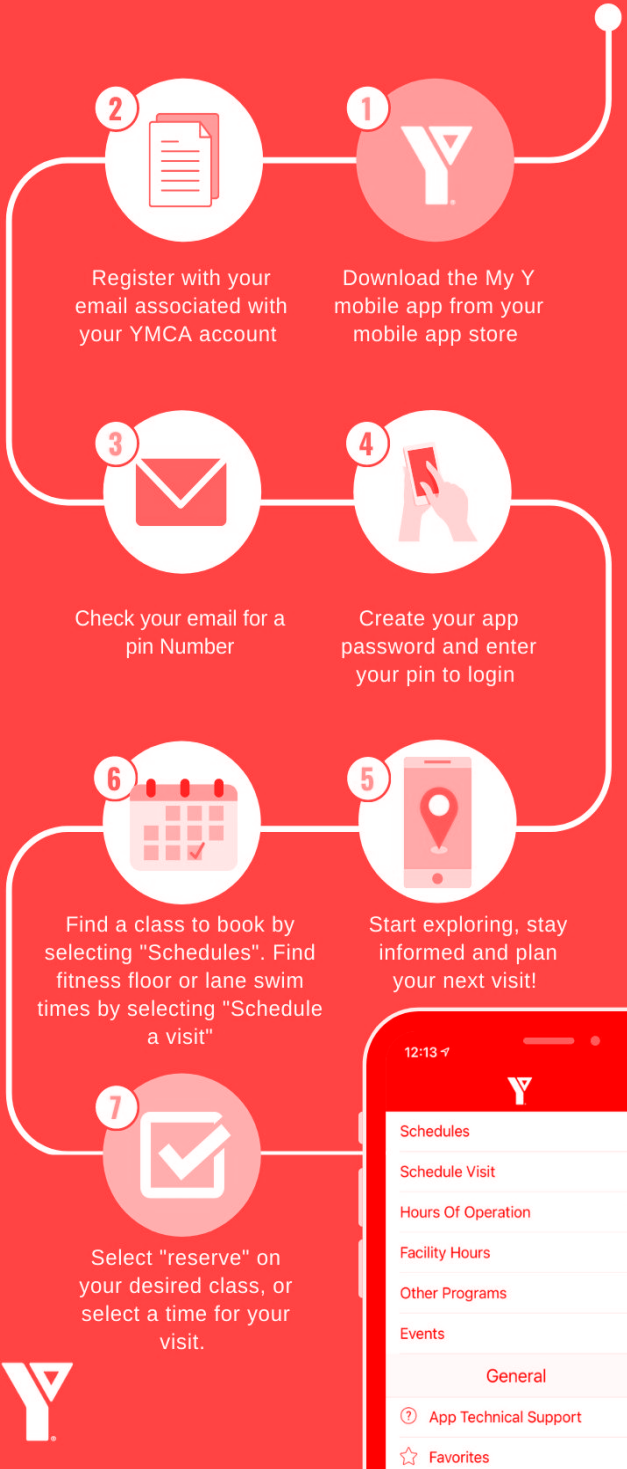 1
Download the My Y
mobile app from your
mobile app store
2
Register with your
email associated with
your YMCA account
3
Check your email for a
pin Number
4
Create your app
password and enter
your pin to login
5
Start exploring, stay
informed and plan
your next visit!
6
Find a class to book by
selecting "Schedules". Find
fitness floor or lane swim
times by selecting "Schedule
a visit"
7
Select "reserve" on
your desired class, or
select a time for your
visit.
12:13
Y
Schedules
Schedule Visit
Hours Of Operation
Facility Hours
Other Programs
Events
General
? App Technical Support
Favorites
Y®